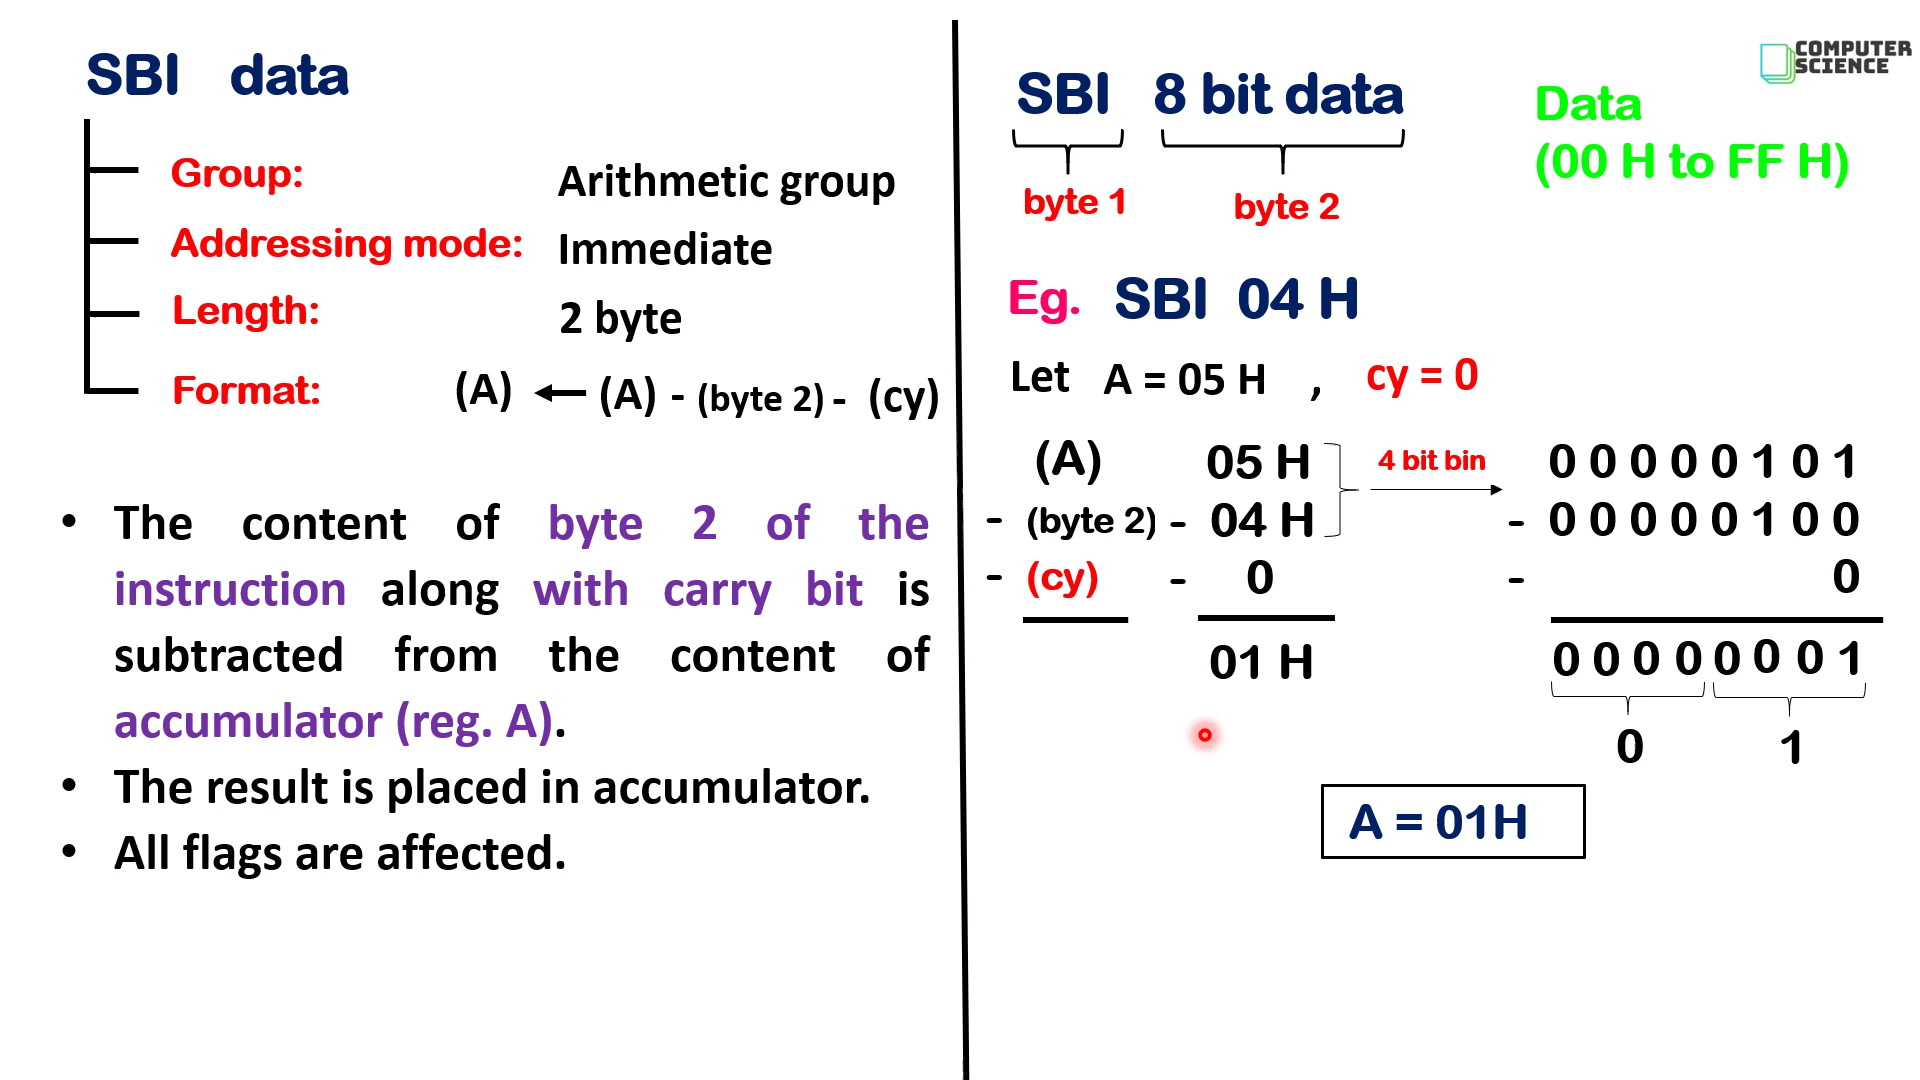 SBI data
Group: Arithmetic group
Addressing mode: Immediate
Length: 2 byte
Format: (A) ← (A) - (byte 2) - (cy)
• The content of byte 2 of the
instruction along with carry bit is
subtracted from the content of
accumulator (reg. A).
• The result is placed in accumulator.
• All flags are affected.
COMPUTER
SCIENCE
SBI 8 bit data
byte 1 byte 2
Data
(00 H to FF H)
Eg. SBI 04 H
Let A = 05 H , cy = 0
(A) 05 H 4 bit bin 0 0 0 0 0 1 0 1
- (byte 2) - 04 H - 0 0 0 0 0 1 0 0
- (cy) - 0 - 0
01 H 0 0 0 0 0 0 0 1
0 1
A = 01H